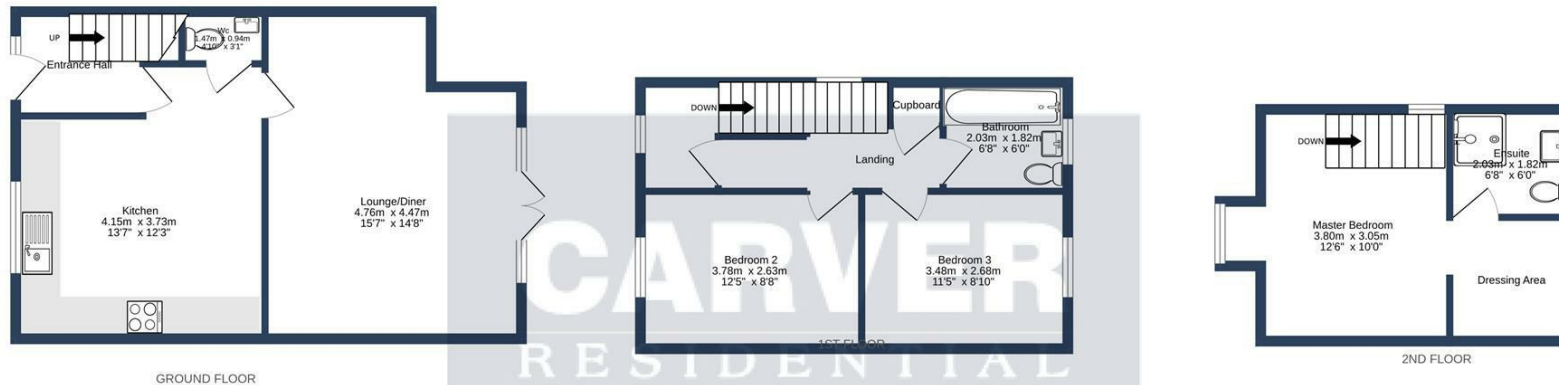 UP
Entrance Hall
Wc
1.47m x 0.94m
4'10" x 3'1"
Kitchen
4.15m x 3.73m
13'7" x 12'3"
Lounge/Diner
4.76m x 4.47m
15'7" x 14'8"
GROUND FLOOR
DOWN
Cupboard
Bathroom
2.03m x 1.82m
6'8" x 6'0"
Landing
Bedroom 2
3.78m x 2.63m
12'5" x 8'8"
Bedroom 3
3.48m x 2.68m
11'5" x 8'10"
1ST FLOOR
CARVER
RESIDENTIAL
DOWN
Ensuite
2.03m x 1.82m
6'8" x 6'0"
Master Bedroom
3.80m x 3.05m
12'6" x 10'0"
Dressing Area
2ND FLOOR